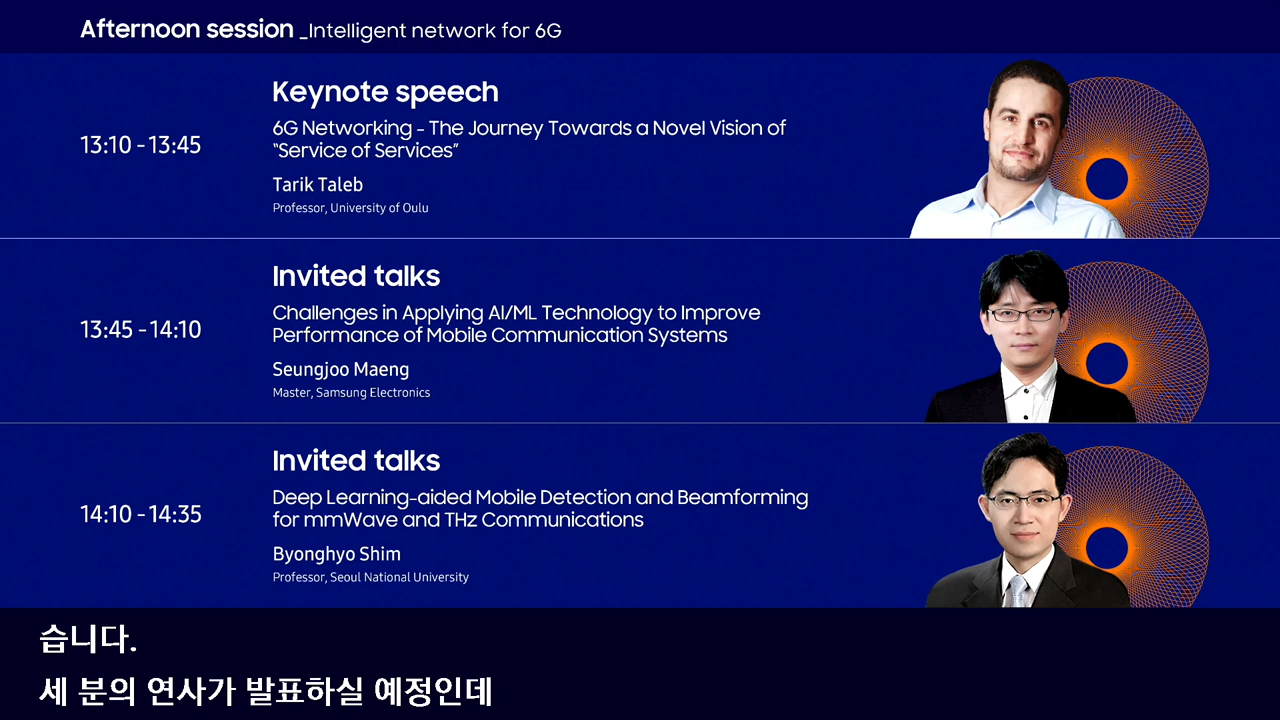 Afternoon session _Intelligent network for 6G
13:10 - 13:45
Keynote speech
6G Networking - The Journey Towards a Novel Vision of
“Service of Services”
Tarik Taleb
Professor, University of Oulu
13:45 - 14:10
Invited talks
Challenges in Applying AI/ML Technology to Improve
Performance of Mobile Communication Systems
Seungjoo Maeng
Master, Samsung Electronics
14:10 - 14:35
Invited talks
Deep Learning-aided Mobile Detection and Beamforming
for mmWave and THz Communications
Byonghyo Shim
Professor, Seoul National University
습니다.
세 분의 연사가 발표하실 예정인데